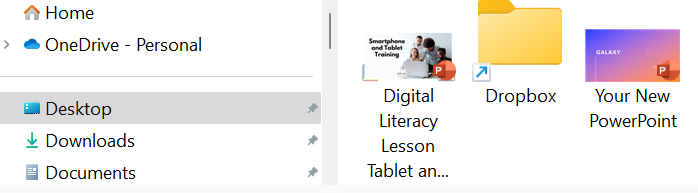 Home
OneDrive - Personal
Desktop
Downloads
Documents
Smartphone
and Tablet
Training
P
Digital
Literacy
Lesson
Tablet an...
Dropbox
GALAXY
P
Your New
PowerPoint